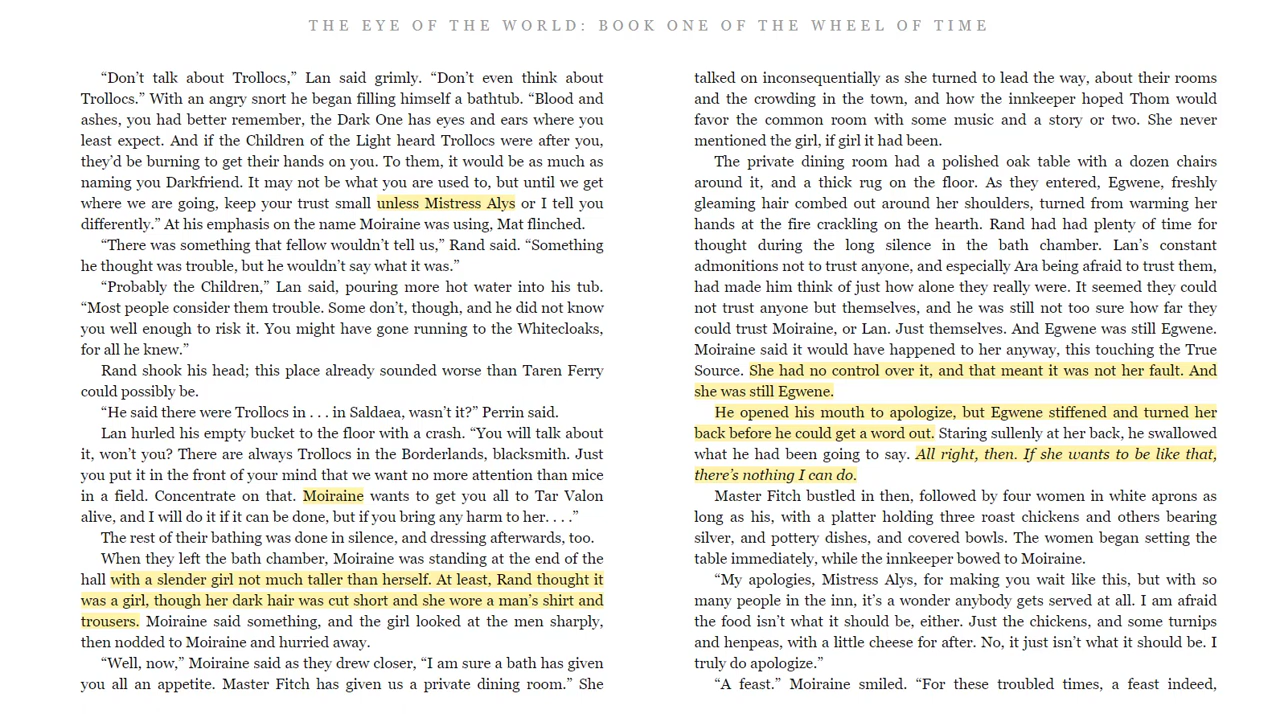 THE EYE OF THE WORLD: BOOK ONE OF THE WHEEL OF TIME
“Don’t talk about Trollocs,” Lan said grimly. “Don’t even think about
Trollocs.” With an angry snort he began filling himself a bathtub. “Blood and
ashes, you had better remember, the Dark One has eyes and ears where you
least expect. And if the Children of the Light heard Trollocs were after you,
they’d be burning to get their hands on you. To them, it would be as much as
naming you Darkfriend. It may not be what you are used to, but until we get
where we are going, keep your trust small unless Mistress Alys or I tell you
differently.” At his emphasis on the name Moiraine was using, Mat flinched.
“There was something that fellow wouldn’t tell us,” Rand said. “Something
he thought was trouble, but he wouldn’t say what it was.”
“Probably the Children,” Lan said, pouring more hot water into his tub.
“Most people consider them trouble. Some don’t, though, and he did not know
you well enough to risk it. You might have gone running to the Whitecloaks,
for all he knew.”
Rand shook his head; this place already sounded worse than Taren Ferry
could possibly be.
“He said there were Trollocs in . . . in Saldaea, wasn’t it?” Perrin said.
Lan hurled his empty bucket to the floor with a crash. “You will talk about
it, won’t you? There are always Trollocs in the Borderlands, blacksmith. Just
you put it in the front of your mind that we want no more attention than mice
in a field. Concentrate on that. Moiraine wants to get you all to Tar Valon
alive, and I will do it if it can be done, but if you bring any harm to her. . . .”
The rest of their bathing was done in silence, and dressing afterwards, too.
When they left the bath chamber, Moiraine was standing at the end of the
hall with a slender girl not much taller than herself. At least, Rand thought it
was a girl, though her dark hair was cut short and she wore a man’s shirt and
trousers. Moiraine said something, and the girl looked at the men sharply,
then nodded to Moiraine and hurried away.
“Well, now,” Moiraine said as they drew closer, “I am sure a bath has given
you all an appetite. Master Fitch has given us a private dining room.” She
talked on inconsequentially as she turned to lead the way, about their rooms
and the crowding in the town, and how the innkeeper hoped Thom would
favor the common room with some music and a story or two. She never
mentioned the girl, if girl it had been.
The private dining room had a polished oak table with a dozen chairs
around it, and a thick rug on the floor. As they entered, Egwene, freshly
gleaming hair combed out around her shoulders, turned from warming her
hands at the fire crackling on the hearth. Rand had had plenty of time for
thought during the long silence in the bath chamber. Lan’s constant
admonitions not to trust anyone, and especially Ara being afraid to trust them,
had made him think of just how alone they really were. It seemed they could
not trust anyone but themselves, and he was still not too sure how far they
could trust Moiraine, or Lan. Just themselves. And Egwene was still Egwene.
Moiraine said it would have happened to her anyway, this touching the True
Source. She had no control over it, and that meant it was not her fault. And
she was still Egwene.
He opened his mouth to apologize, but Egwene stiffened and turned her
back before he could get a word out. Staring sullenly at her back, he swallowed
what he had been going to say. All right, then. If she wants to be like that,
there’s nothing I can do.
Master Fitch bustled in then, followed by four women in white aprons as
long as his, with a platter holding three roast chickens and others bearing
silver, and pottery dishes, and covered bowls. The women began setting the
table immediately, while the innkeeper bowed to Moiraine.
“My apologies, Mistress Alys, for making you wait like this, but with so
many people in the inn, it’s a wonder anybody gets served at all. I am afraid
the food isn’t what it should be, either. Just the chickens, and some turnips
and henpeas, with a little cheese for after. No, it just isn’t what it should be. I
truly do apologize.”
“A feast.” Moiraine smiled. “For these troubled times, a feast indeed,